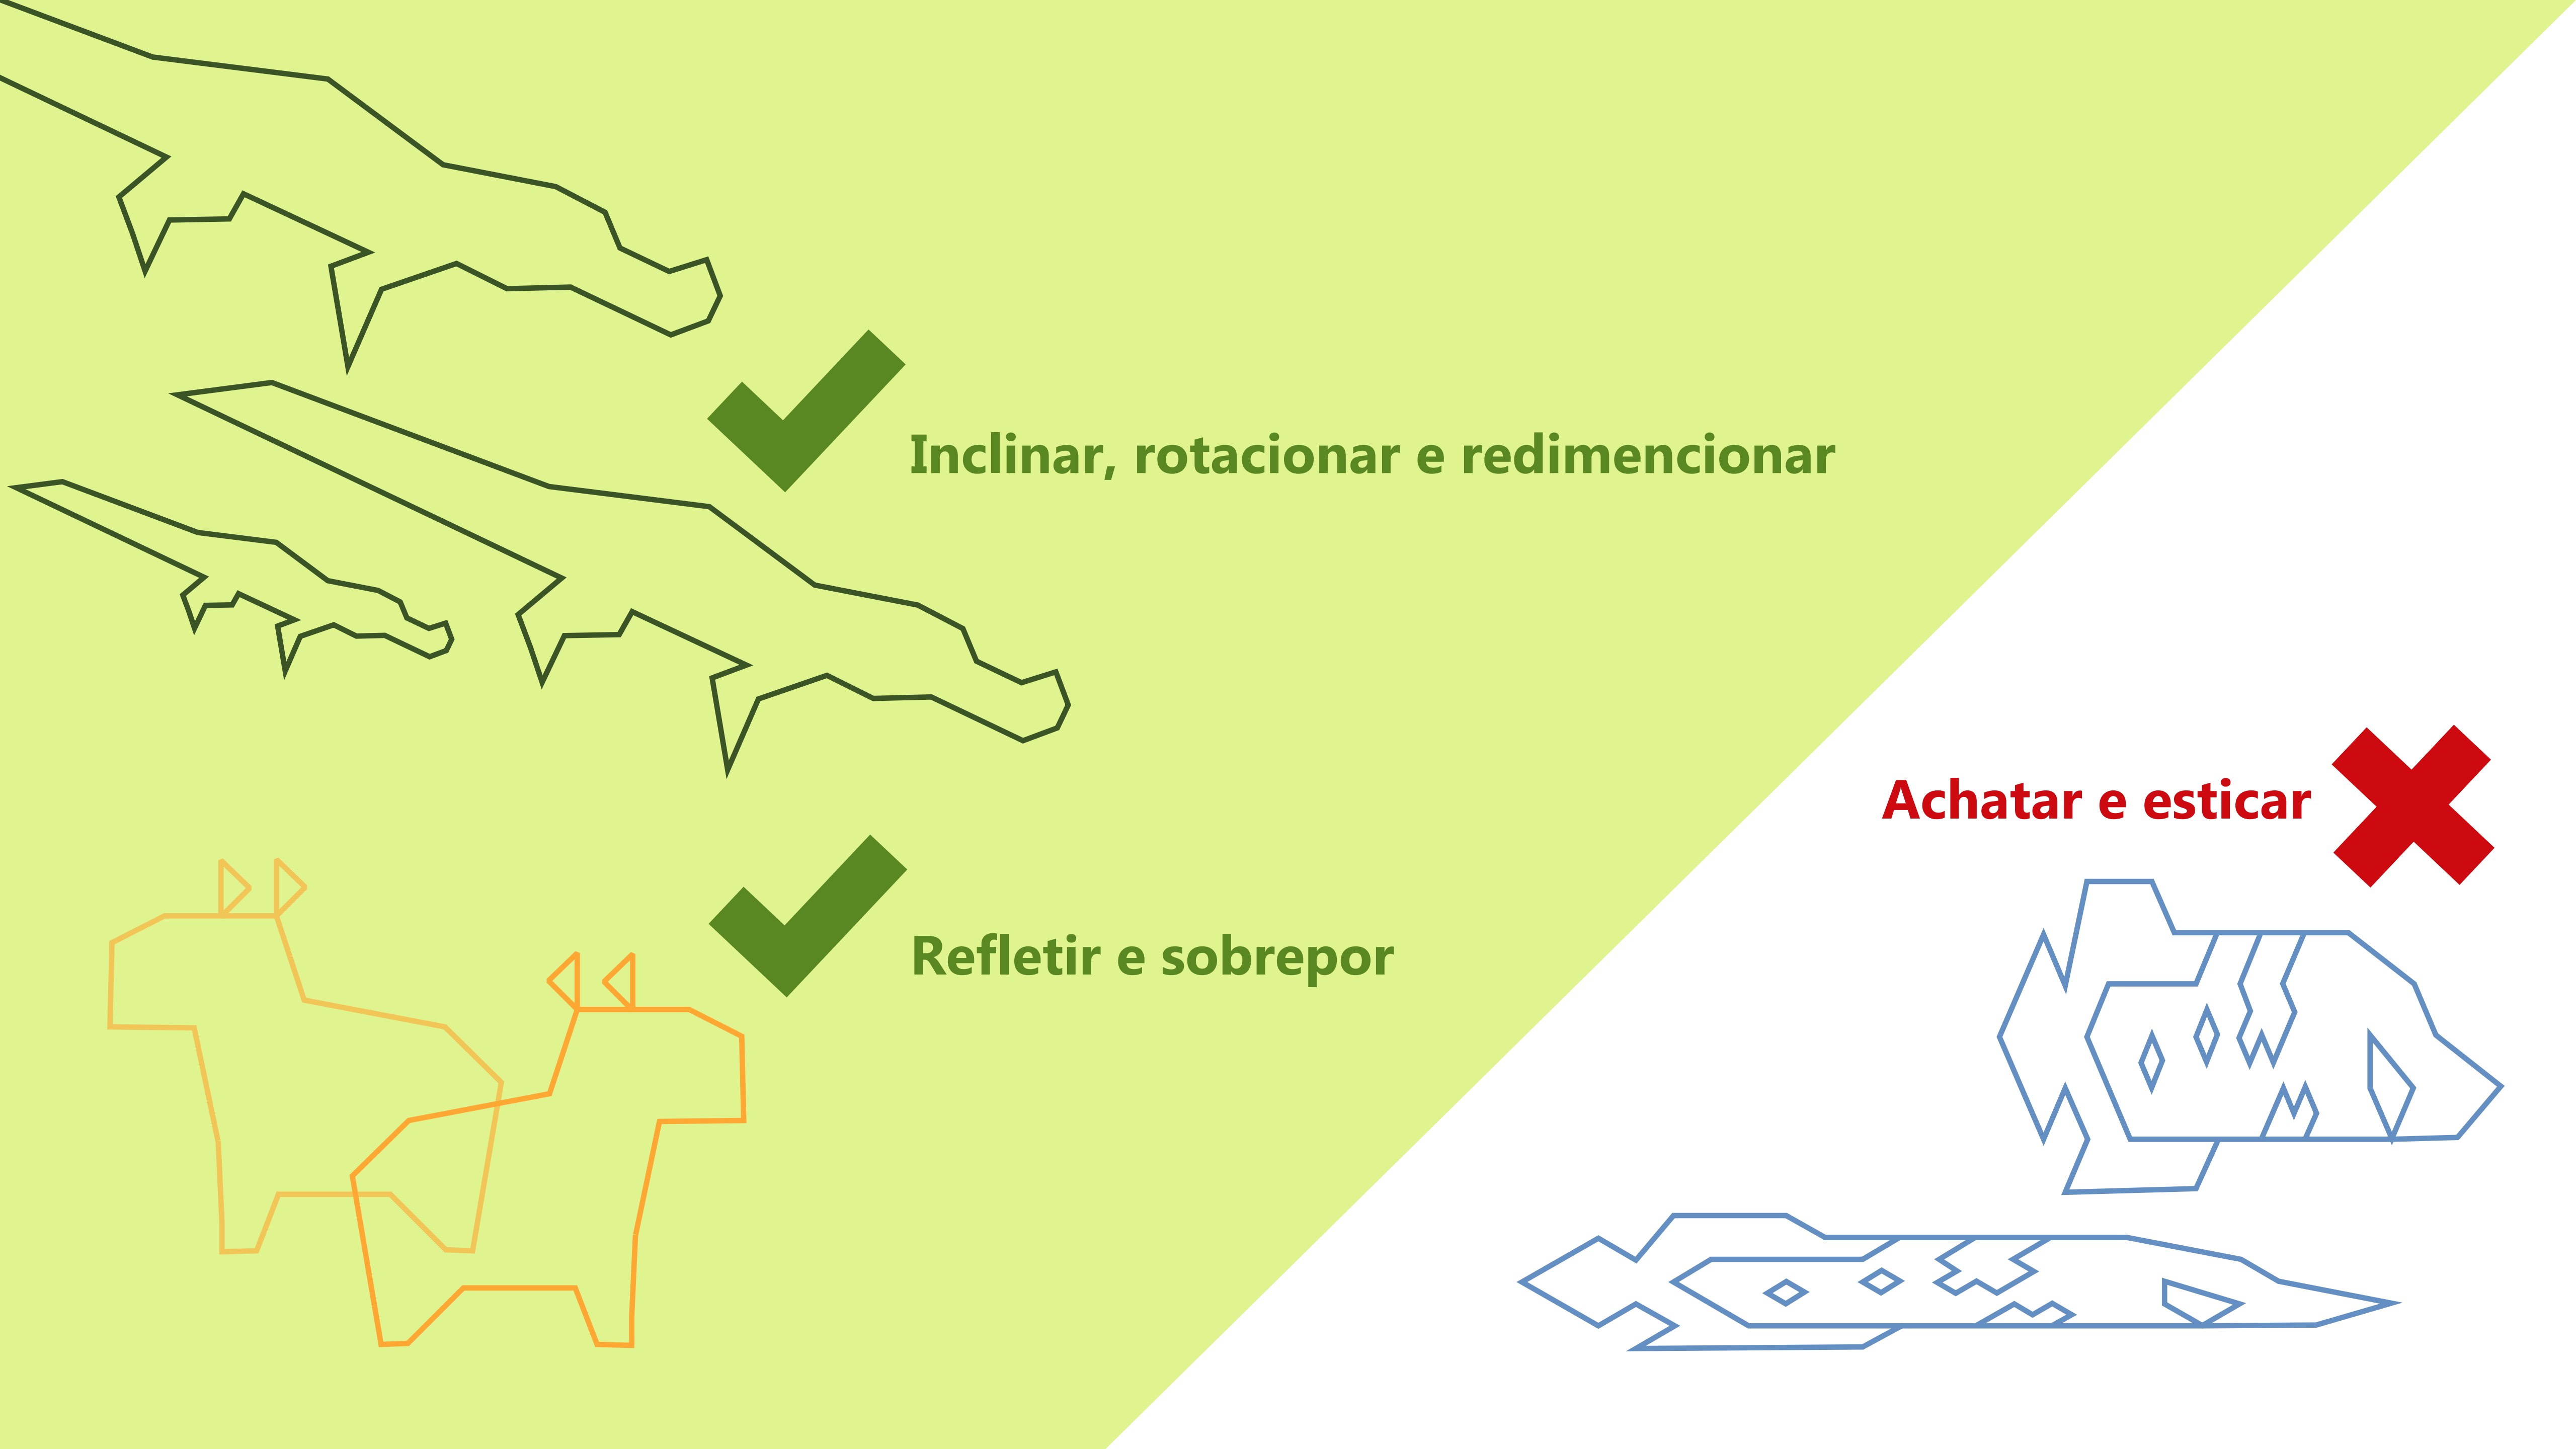 Inclinar, rotacionar e redimencionar
Achatar e esticar
Refletir e sobrepor